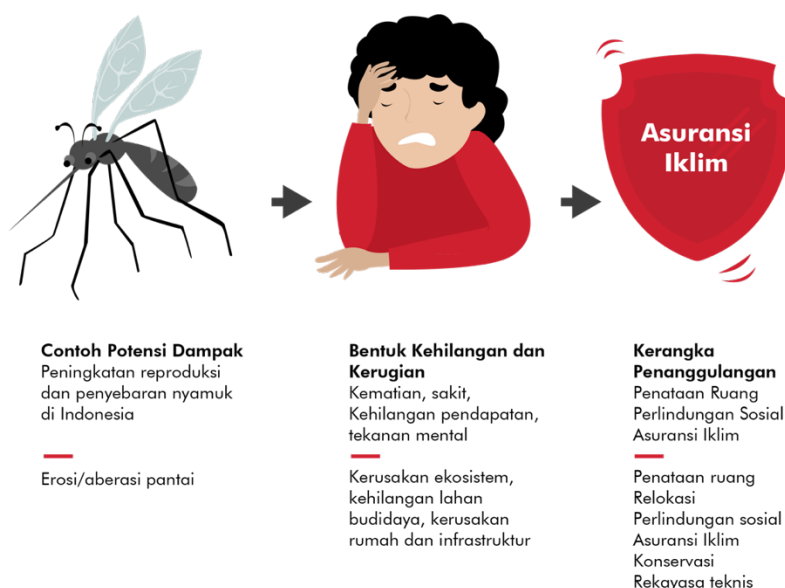 Asuransi
Iklim
Contoh Potensi Dampak
Peningkatan reproduksi
dan penyebaran nyamuk
di Indonesia
Erosi/aberasi pantai
Bentuk Kehilangan dan
Kerugian
Kematian, sakit,
Kehilangan pendapatan,
tekanan mental
Kerusakan ekosistem,
kehilangan lahan
budidaya, kerusakan
rumah dan infrastruktur
Kerangka
Penanggulangan
Penataan Ruang
Perlindungan Sosial
Asuransi Iklim
Penataan ruang
Relokasi
Perlindungan sosial
Asuransi Iklim
Konservasi
Rekayasa teknis